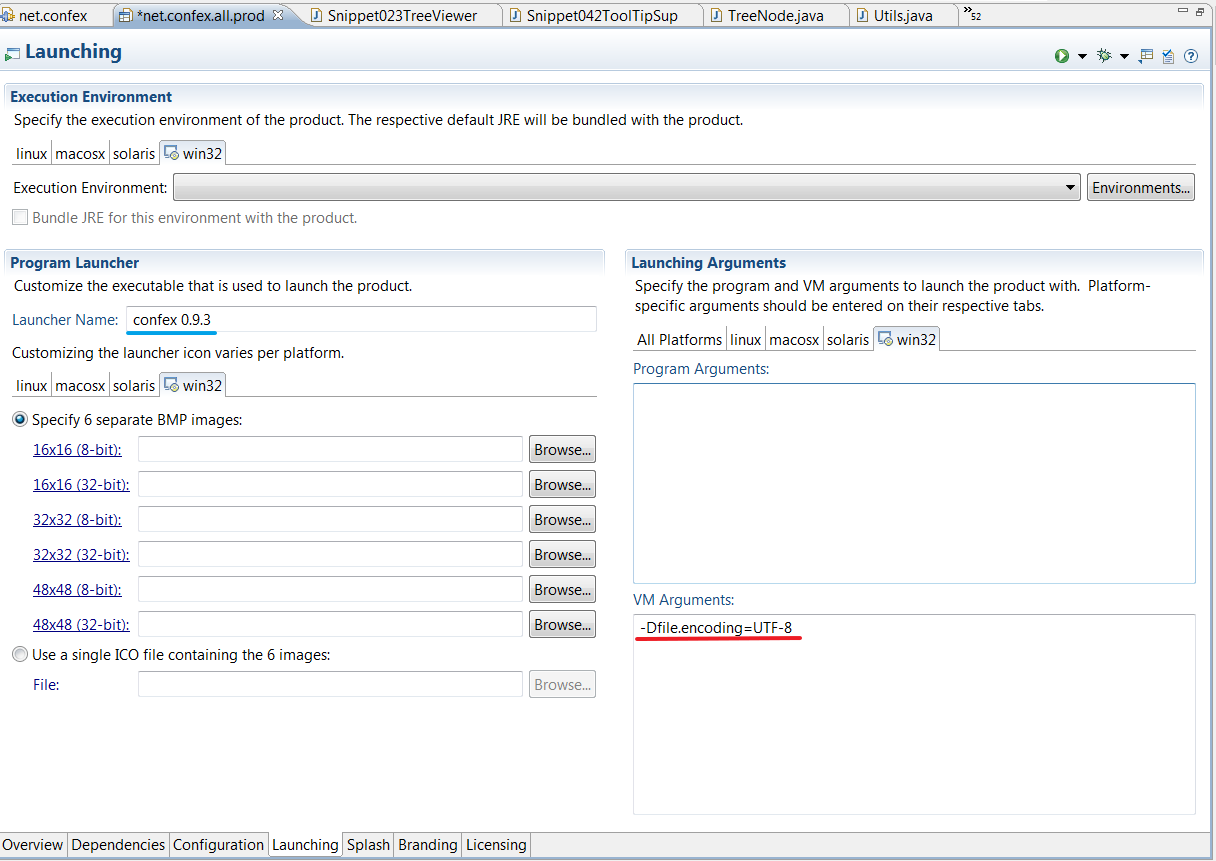 net.confex *net.confex.all.prod Snippet023TreeViewer Snippet042ToolTipSup TreeNode.java Utils.java »52
Launching
Execution Environment
Specify the execution environment of the product. The respective default JRE will be bundled with the product.
linux macosx solaris win32
Execution Environment: Environments...
Bundle JRE for this environment with the product.
Program Launcher
Customize the executable that is used to launch the product.
Launcher Name: confex 0.9.3
Customizing the launcher icon varies per platform.
linux macosx solaris win32
Specify 6 separate BMP images:
16x16 (8-bit): Browse...
16x16 (32-bit): Browse...
32x32 (8-bit): Browse...
32x32 (32-bit): Browse...
48x48 (8-bit): Browse...
48x48 (32-bit): Browse...
Use a single ICO file containing the 6 images:
File: Browse...
Launching Arguments
Specify the program and VM arguments to launch the product with. Platform-
specific arguments should be entered on their respective tabs.
All Platforms linux macosx solaris win32
Program Arguments:
VM Arguments:
-Dfile.encoding=UTF-8
Overview Dependencies Configuration Launching Splash Branding Licensing